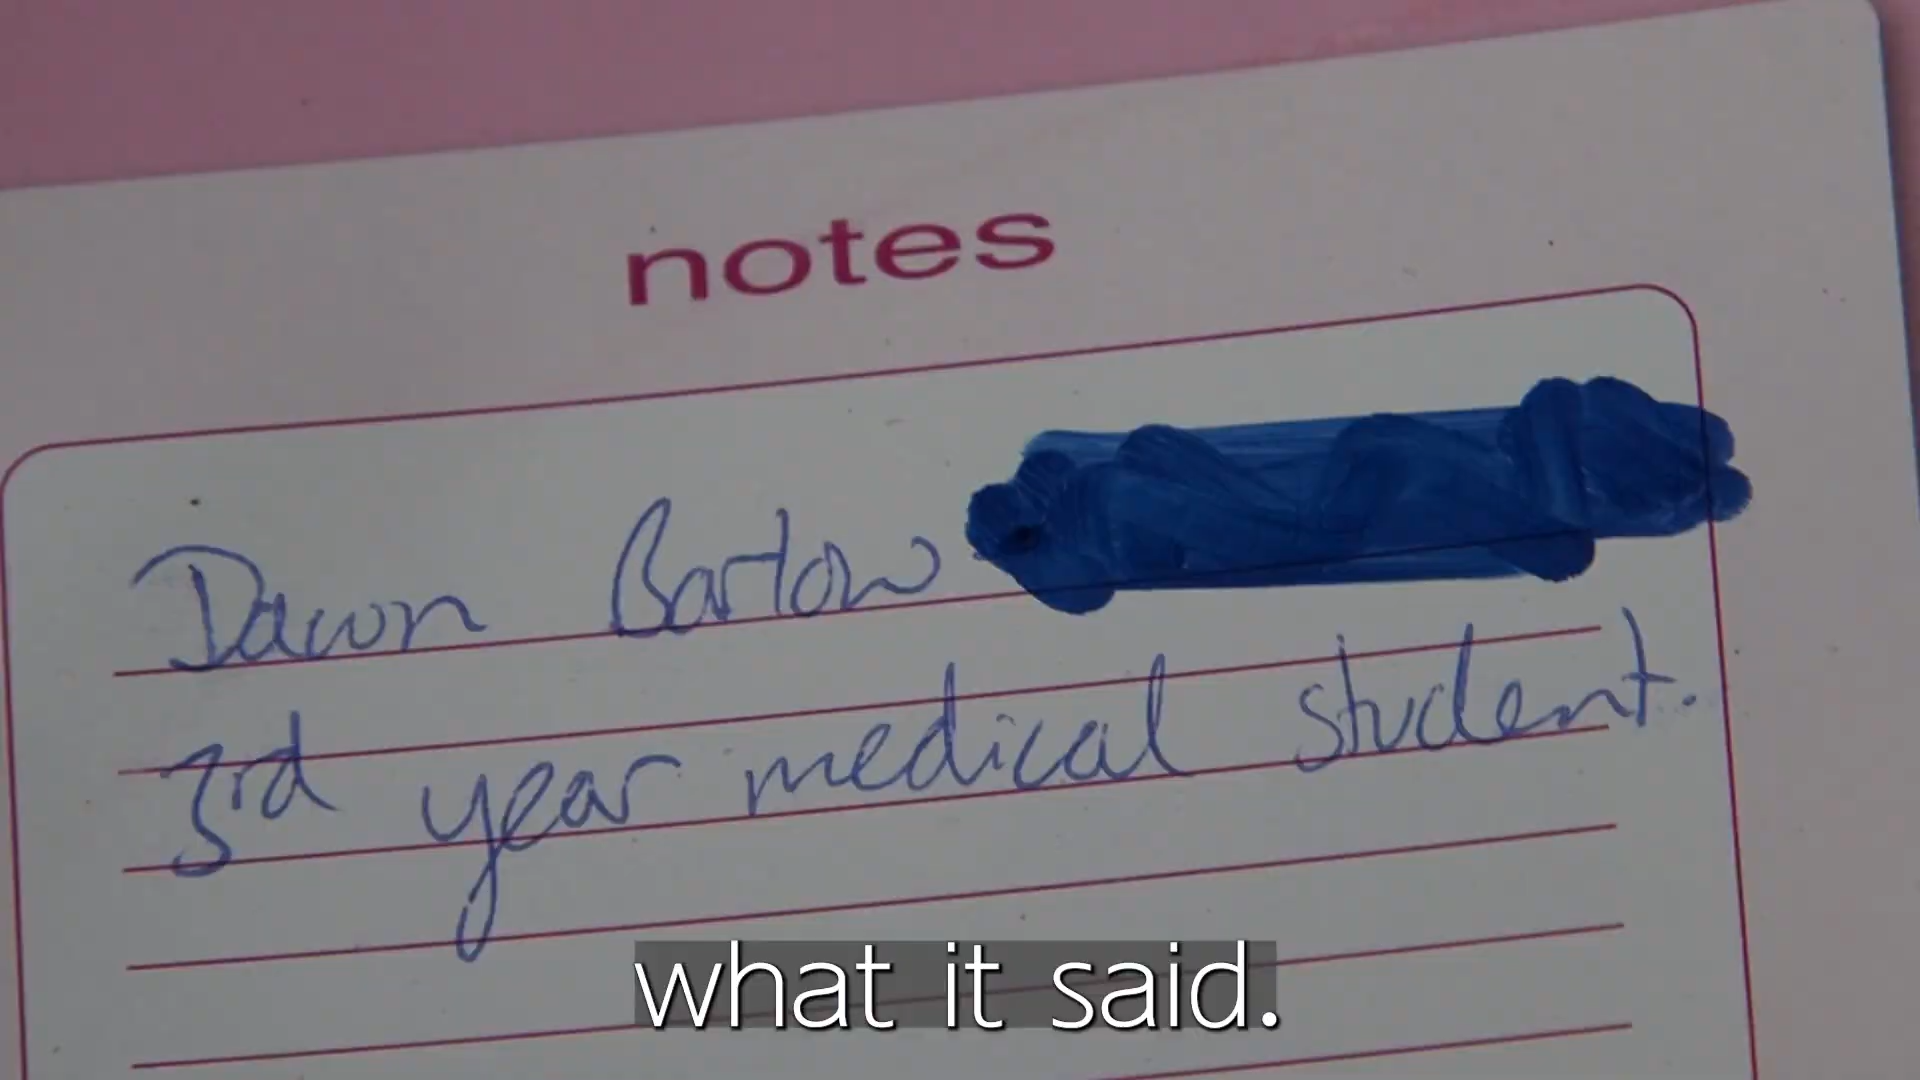 notes
Dawn Barlow
3rd year medical student.
what it said.